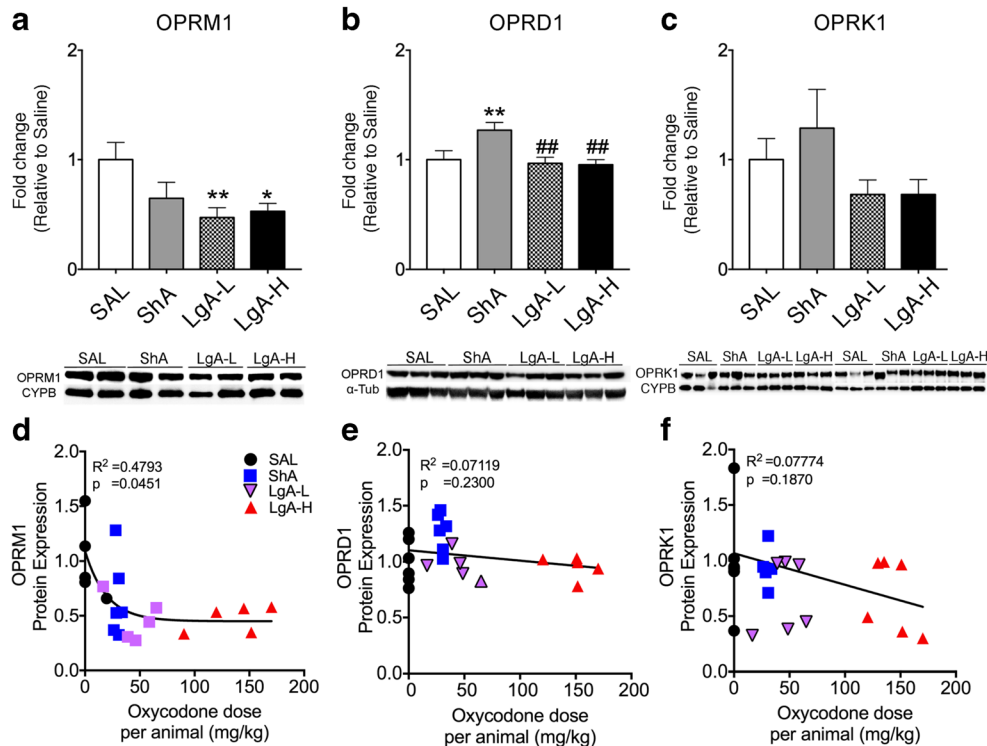 a OPRM1
Fold change
(Relative to Saline)
2
1
0
** *
SAL ShA LgA-L LgA-H
SAL ShA LgA-L LgA-H
OPRM1
CYPB
b OPRD1
Fold change
(Relative to Saline)
2
1
0
** ## ##
SAL ShA LgA-L LgA-H
SAL ShA LgA-L LgA-H
OPRD1
α-Tub
c OPRK1
Fold change
(Relative to Saline)
2
1
0
SAL ShA LgA-L LgA-H
SAL ShA LgA-L LgA-H SAL ShA LgA-L LgA-H
OPRK1
CYPB
d
OPRM1
Protein Expression
2.0
1.5
1.0
0.5
0.0
R2 =0.4793
p =0.0451
SAL
ShA
LgA-L
LgA-H
0 50 100 150 200
Oxycodone dose
per animal (mg/kg)
e
OPRD1
Protein Expression
2.0
1.5
1.0
0.5
0.0
R2 =0.07119
p =0.2300
0 50 100 150 200
Oxycodone dose
per animal (mg/kg)
f
OPRK1
Protein Expression
2.0
1.5
1.0
0.5
0.0
R2 =0.07774
p =0.1870
0 50 100 150 200
Oxycodone dose
per animal (mg/kg)